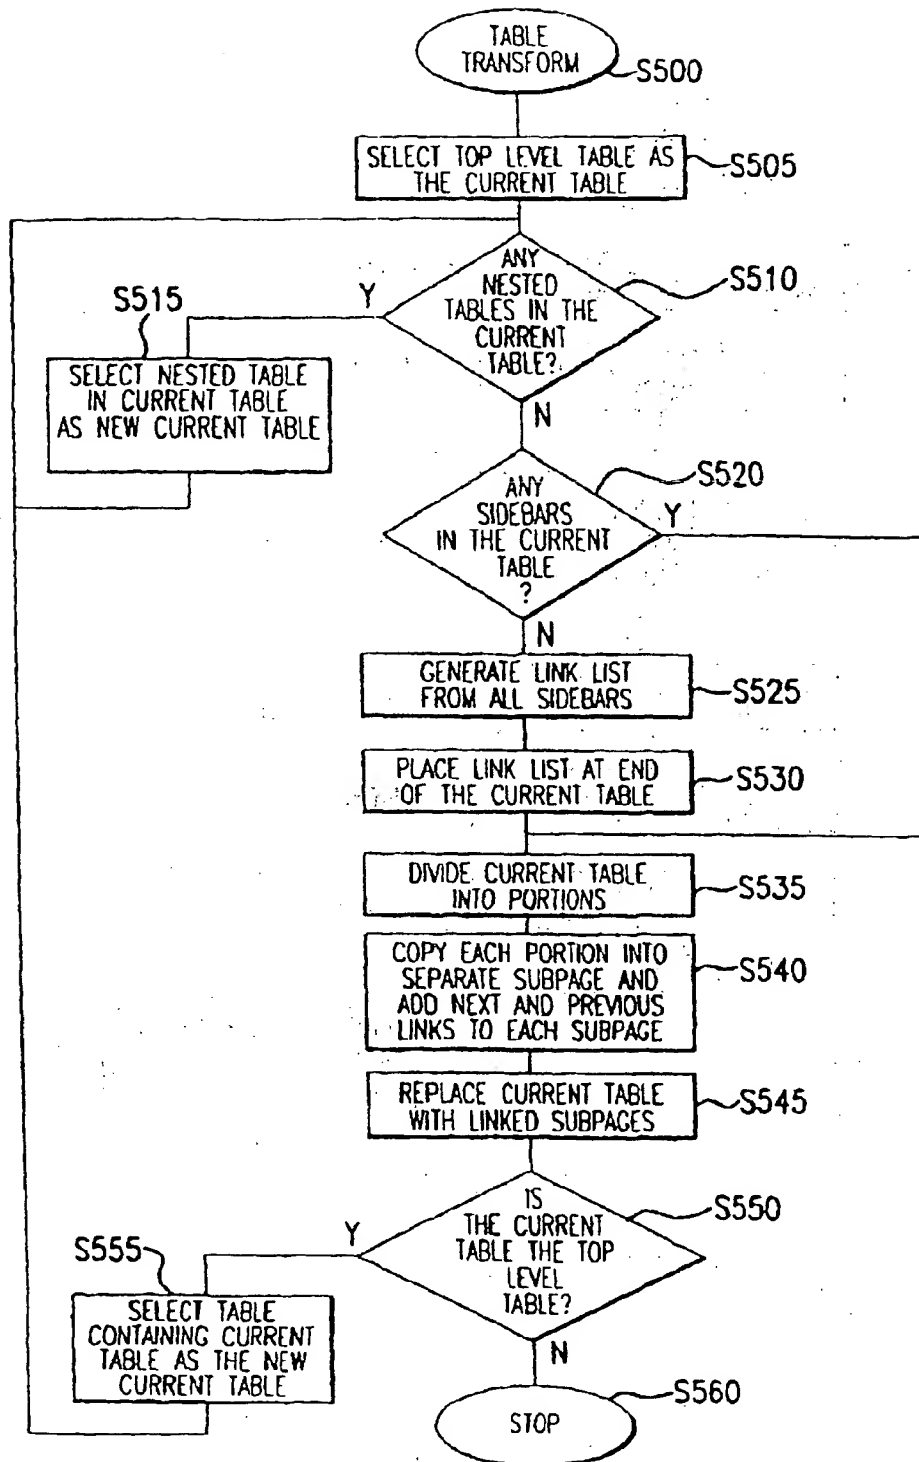 TABLE
TRANSFORM
S500
SELECT TOP LEVEL TABLE AS
THE CURRENT TABLE
S505
ANY
NESTED
TABLES IN THE
CURRENT
TABLE?
S510
Y
N
S515
SELECT NESTED TABLE
IN CURRENT TABLE
AS NEW CURRENT TABLE
ANY
SIDEBARS
IN THE CURRENT
TABLE
?
S520
Y
N
GENERATE LINK LIST
FROM ALL SIDEBARS
S525
PLACE LINK LIST AT END
OF THE CURRENT TABLE
S530
DIVIDE CURRENT TABLE
INTO PORTIONS
S535
COPY EACH PORTION INTO
SEPARATE SUBPAGE AND
ADD NEXT AND PREVIOUS
LINKS TO EACH SUBPAGE
S540
REPLACE CURRENT TABLE
WITH LINKED SUBPAGES
S545
IS
THE CURRENT
TABLE THE TOP
LEVEL
TABLE?
S550
Y
N
S555
SELECT TABLE
CONTAINING CURRENT
TABLE AS THE NEW
CURRENT TABLE
STOP
S560